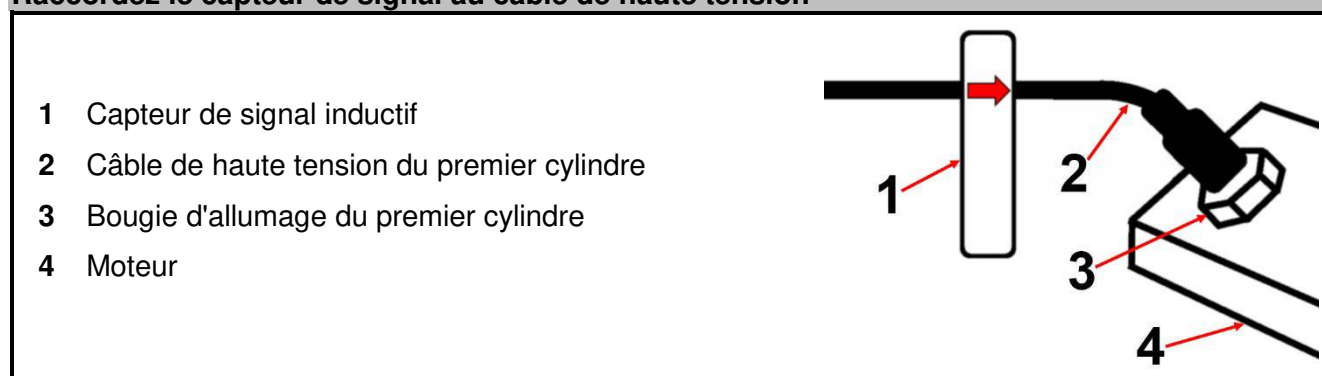 Raccordez le capteur de signal au câble de haute tension
1 Capteur de signal inductif
2 Câble de haute tension du premier cylindre
3 Bougie d'allumage du premier cylindre
4 Moteur
1
2
3
4